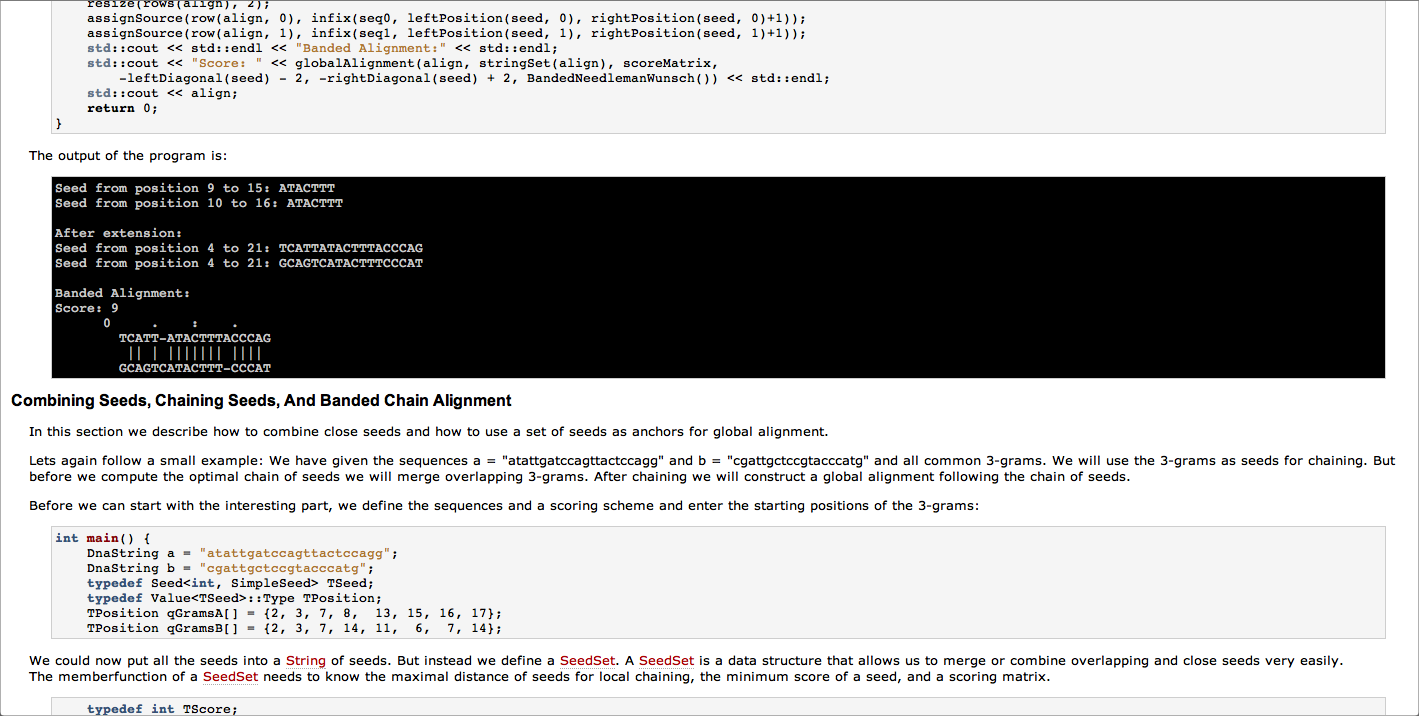 resize(rows(align), 2);
assignSource(row(align, 0), infix(seq0, leftPosition(seed, 0), rightPosition(seed, 0)+1));
assignSource(row(align, 1), infix(seq1, leftPosition(seed, 1), rightPosition(seed, 1)+1));
std::cout << std::endl << "Banded Alignment:" << std::endl;
std::cout << "Score: " << globalAlignment(align, stringSet(align), scoreMatrix,
-leftDiagonal(seed) - 2, -rightDiagonal(seed) + 2, BandedNeedlemanWunsch()) << std::endl;
std::cout << align;
return 0;
}
The output of the program is:
Seed from position 9 to 15: ATACTTT
Seed from position 10 to 16: ATACTTT
After extension:
Seed from position 4 to 21: TCATTATACTTTACCCAG
Seed from position 4 to 21: GCAGTCATACTTTCCCAT
Banded Alignment:
Score: 9
0     .    :    .
TCATT-ATACTTTACCCAG
|| | ||||||| ||||
GCAGTCATACTTT-CCCAT
Combining Seeds, Chaining Seeds, And Banded Chain Alignment
In this section we describe how to combine close seeds and how to use a set of seeds as anchors for global alignment.
Lets again follow a small example: We have given the sequences a = "atattgatccagttactccagg" and b = "cgattgctccgtacccatg" and all common 3-grams. We will use the 3-grams as seeds for chaining. But
before we compute the optimal chain of seeds we will merge overlapping 3-grams. After chaining we will construct a global alignment following the chain of seeds.
Before we can start with the interesting part, we define the sequences and a scoring scheme and enter the starting positions of the 3-grams:
int main() {
DnaString a = "atattgatccagttactccagg";
DnaString b = "cgattgctccgtacccatg";
typedef Seed<int, SimpleSeed> TSeed;
typedef Value<TSeed>::Type TPosition;
TPosition qGramsA[] = {2, 3, 7, 8,  13, 15, 16, 17};
TPosition qGramsB[] = {2, 3, 7, 14, 11,  6,  7, 14};
We could now put all the seeds into a String of seeds. But instead we define a SeedSet. A SeedSet is a data structure that allows us to merge or combine overlapping and close seeds very easily.
The memberfunction of a SeedSet needs to know the maximal distance of seeds for local chaining, the minimum score of a seed, and a scoring matrix.
typedef int TScore;